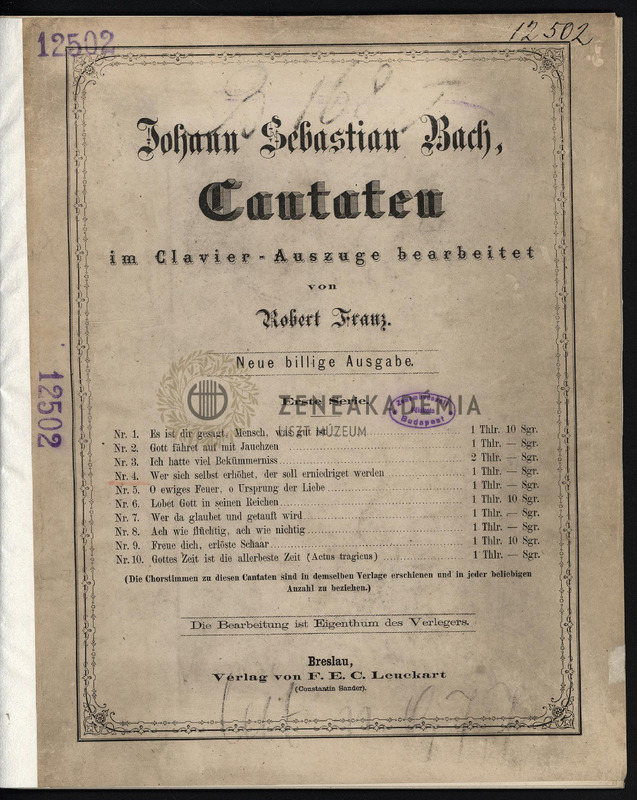 12502
12502
Johann Sebastian Bach,
Cantaten
im Clavier-Auszuge bearbeitet
von
Robert Franz.
Neue billige Ausgabe.
Erste Serie.
ZENEAKADEMIA
LISZT MÚZEUM
Budapest
12502
Nr. 1. Es ist dir gesagt, Mensch, was gut ist 1 Thlr. 10 Sgr.
Nr. 2. Gott fähret auf mit Jauchzen 1 Thlr. — Sgr.
Nr. 3. Ich hatte viel Bekümmerniss 2 Thlr. — Sgr.
Nr. 4. Wer sich selbst erhöhet, der soll erniedriget werden 1 Thlr. — Sgr.
Nr. 5. O ewiges Feuer, o Ursprung der Liebe 1 Thlr. — Sgr.
Nr. 6. Lobet Gott in seinen Reichen 1 Thlr. 10 Sgr.
Nr. 7. Wer da glaubet und getauft wird 1 Thlr. — Sgr.
Nr. 8. Ach wie flüchtig, ach wie nichtig 1 Thlr. — Sgr.
Nr. 9. Freue dich, erlöste Schaar 1 Thlr. 10 Sgr.
Nr. 10. Gottes Zeit ist die allerbeste Zeit (Actus tragicus) 1 Thlr. — Sgr.
(Die Chorstimmen zu diesen Cantaten sind in demselben Verlage erschienen und in jeder beliebigen
Anzahl zu beziehen.)
Die Bearbeitung ist Eigenthum des Verlegers.
Breslau,
Verlag von F. E. C. Leuckart
(Constantin Sander).